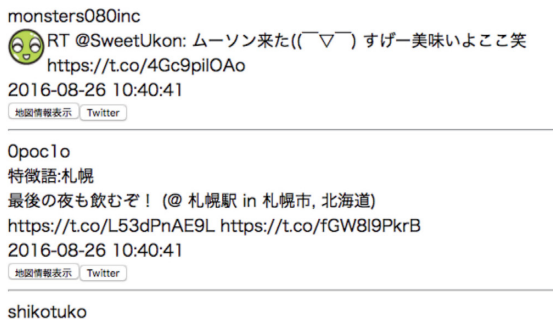 monsters080inc
RT @SweetUkon: ムーソン来た((￣▽￣) すげー美味いよここ笑
https://t.co/4Gc9pilOAo
2016-08-26 10:40:41
地図情報表示 Twitter
0poc1o
特徴語:札幌
最後の夜も飲むぞ！ (@ 札幌駅 in 札幌市, 北海道)
https://t.co/L53dPnAE9L https://t.co/fGW8l9PkrB
2016-08-26 10:40:41
地図情報表示 Twitter
shikotuko